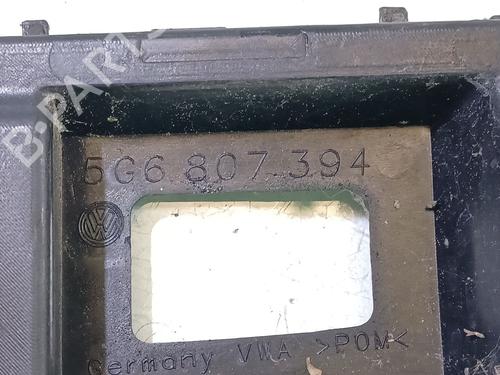 B-PARTS
5G6 807 394
Germany VWA >POM<